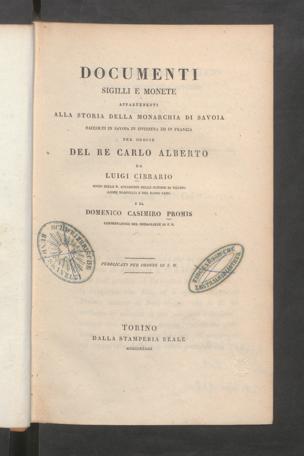 DOCUMENTI
SIGILLI E MONETE
APPARTENENTI
ALLA STORIA DELLA MONARCHIA DI SAVOIA
RACCOLTI IN SAVOIA IN SVIZZERA ED IN FRANCIA
PER ORDINE
DEL RE CARLO ALBERTO
DA
LUIGI CIBRARIO
E DA
DOMENICO CASIMIRO PROMIS
PUBBLICATI PER ORDINE DI S. M.
TORINO
DALLA STAMPERIA REALE